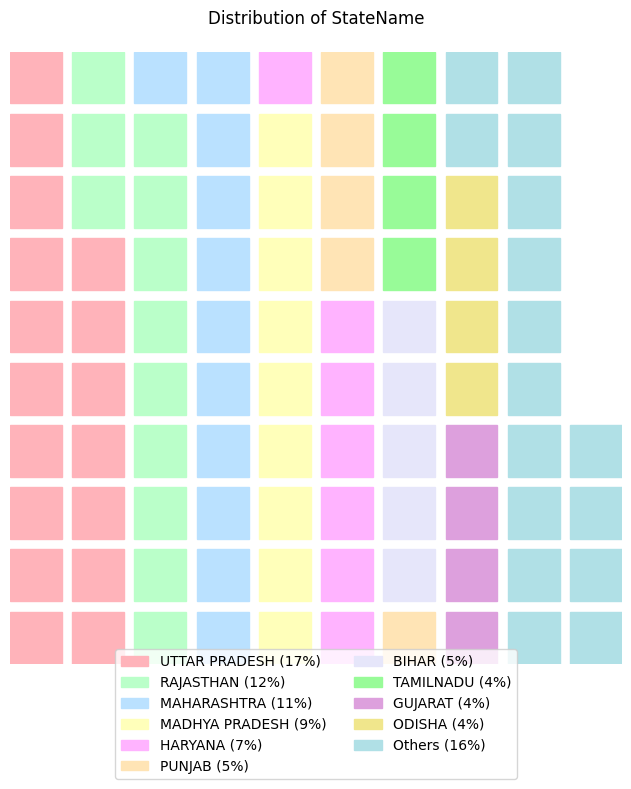 Distribution of StateName
UTTAR PRADESH (17%)
RAJASTHAN (12%)
MAHARASHTRA (11%)
MADHYA PRADESH (9%)
HARYANA (7%)
PUNJAB (5%)
BIHAR (5%)
TAMILNADU (4%)
GUJARAT (4%)
ODISHA (4%)
Others (16%)